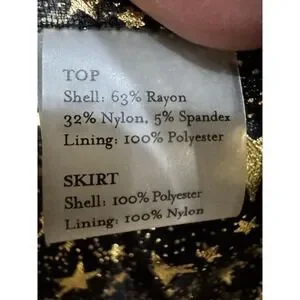 TOP
Shell: 63% Rayon
32% Nylon, 5% Spandex
Lining: 100% Polyester
SKIRT
Shell: 100% Polyester
Lining: 100% Nylon